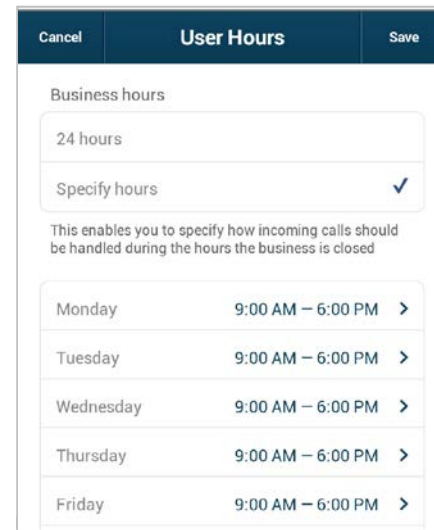 Cancel User Hours Save
Business hours
24 hours
Specify hours
This enables you to specify how incoming calls should
be handled during the hours the business is closed
Monday 9:00 AM — 6:00 PM
Tuesday 9:00 AM — 6:00 PM
Wednesday 9:00 AM — 6:00 PM
Thursday 9:00 AM — 6:00 PM
Friday 9:00 AM — 6:00 PM